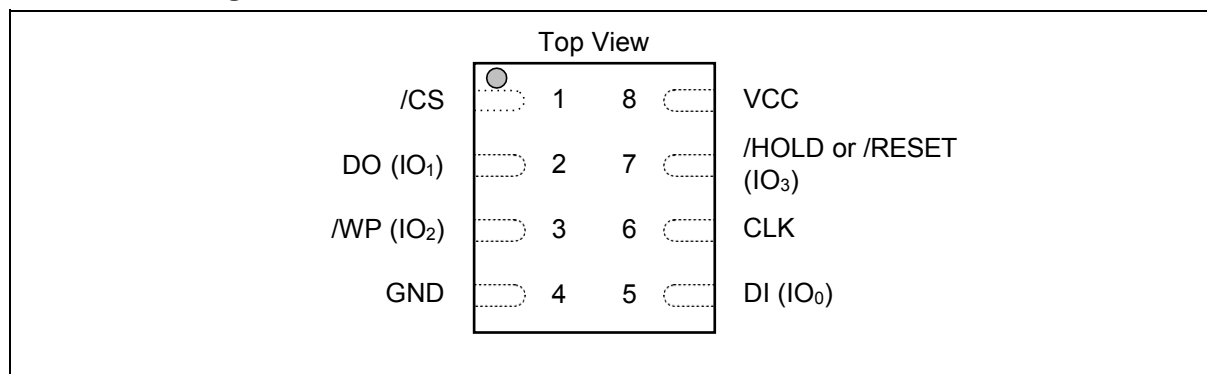 Top View
/CS 1 8 VCC
DO (IO₁) 2 7 /HOLD or /RESET
(IO₃)
/WP (IO₂) 3 6 CLK
GND 4 5 DI (IO₀)